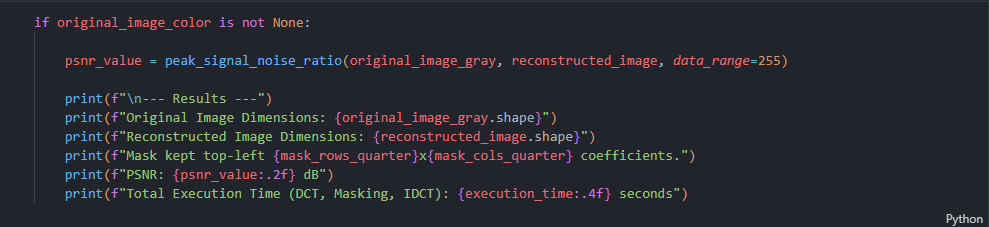 if original_image_color is not None:
psnr_value = peak_signal_noise_ratio(original_image_gray, reconstructed_image, data_range=255)
print(f"\n--- Results ---")
print(f"Original Image Dimensions: {original_image_gray.shape}")
print(f"Reconstructed Image Dimensions: {reconstructed_image.shape}")
print(f"Mask kept top-left {mask_rows_quarter}x{mask_cols_quarter} coefficients.")
print(f"PSNR: {psnr_value:.2f} dB")
print(f"Total Execution Time (DCT, Masking, IDCT): {execution_time:.4f} seconds")
Python